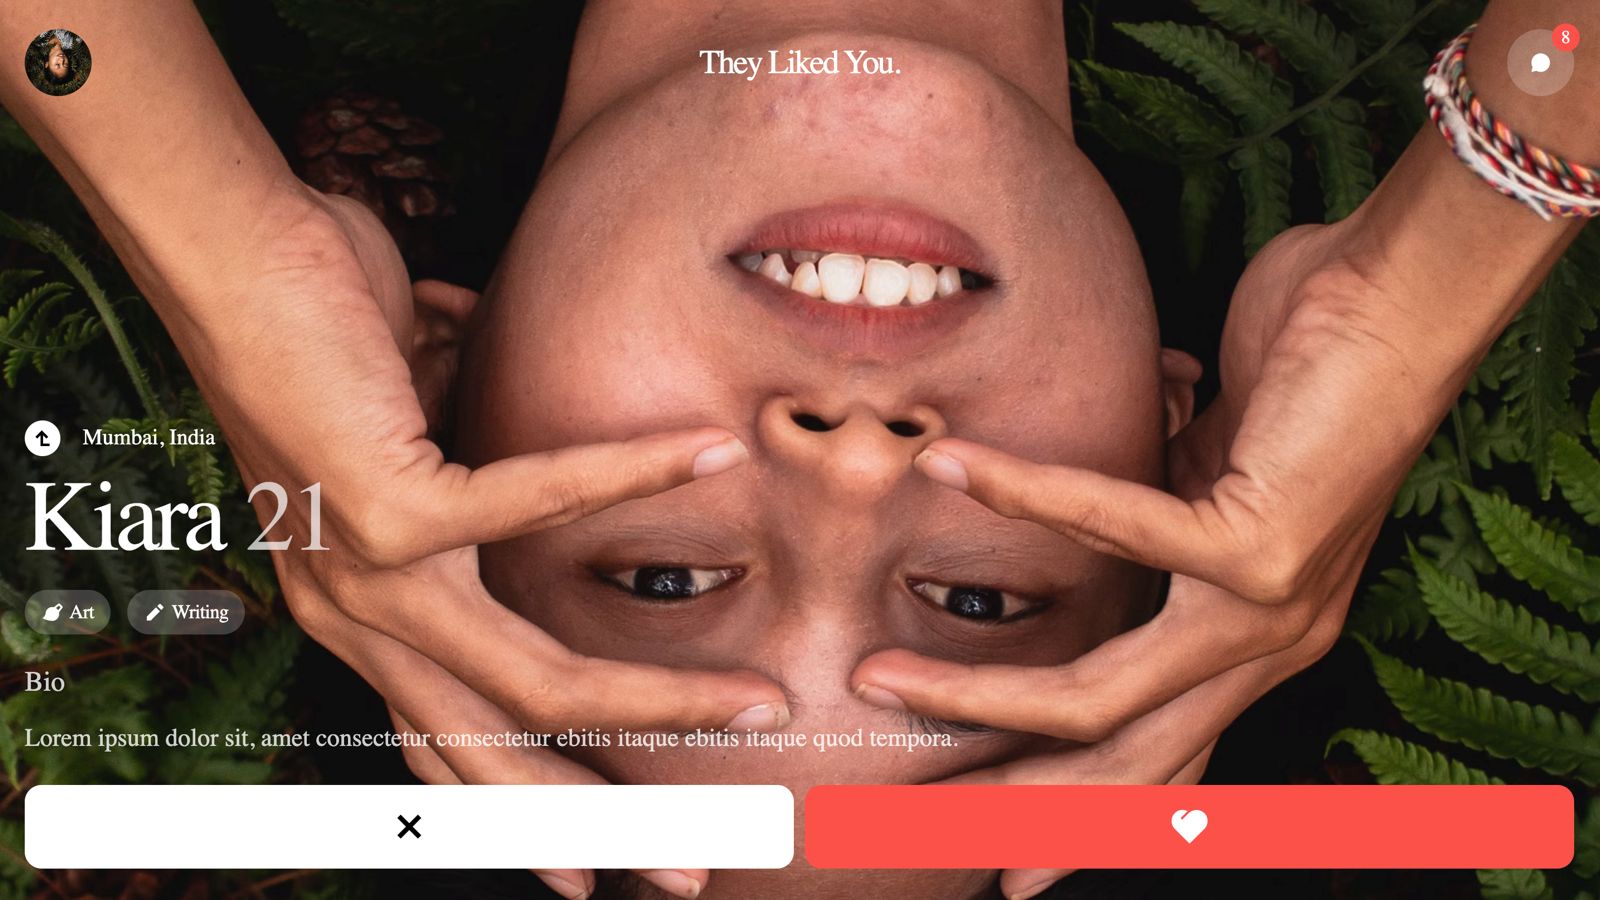 They Liked You.
8
Mumbai, India
Kiara 21
Art
Writing
Bio
Lorem ipsum dolor sit, amet consectetur consectetur ebitis itaque ebitis itaque quod tempora.